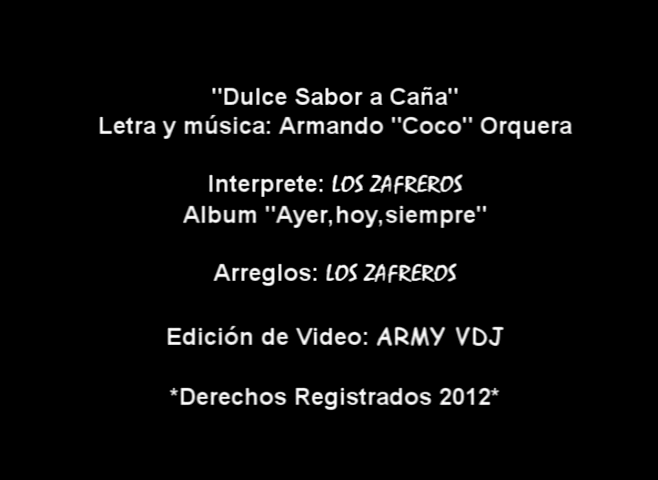 "Dulce Sabor a Caña"
Letra y música: Armando "Coco" Orquera
Interprete: LOS ZAFREROS
Album "Ayer,hoy,siempre"
Arreglos: LOS ZAFREROS
Edición de Video: ARMY VDJ
*Derechos Registrados 2012*